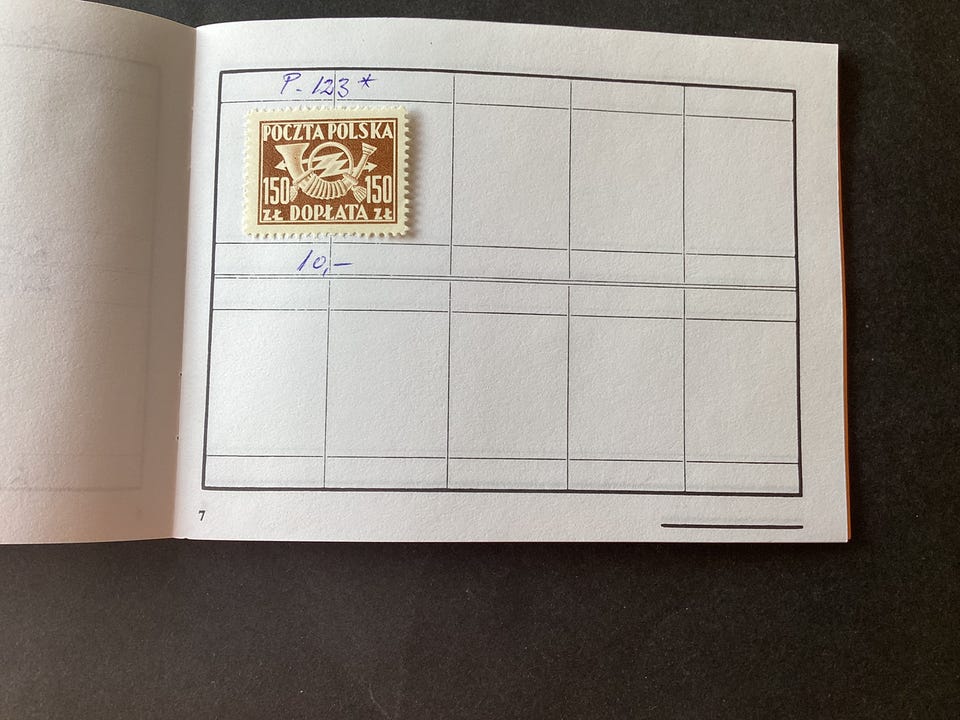 P. 123*
POCZTA POLSKA
150 150
ZŁ DOPŁATA ZŁ
10,-
7